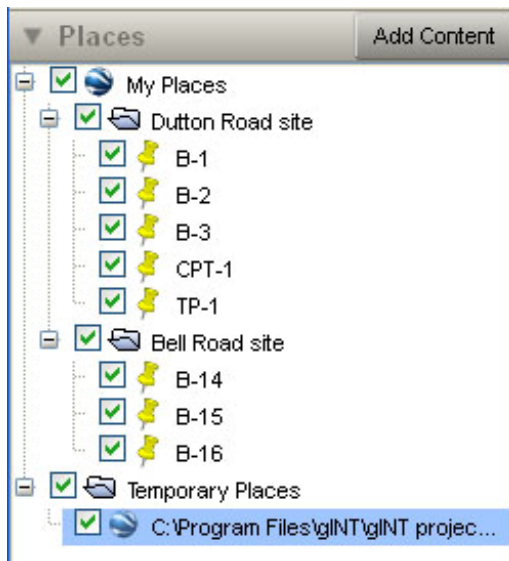 Places Add Content
My Places
Dutton Road site
B-1
B-2
B-3
CPT-1
TP-1
Bell Road site
B-14
B-15
B-16
Temporary Places
C:\Program Files\gINT\gINT projec...